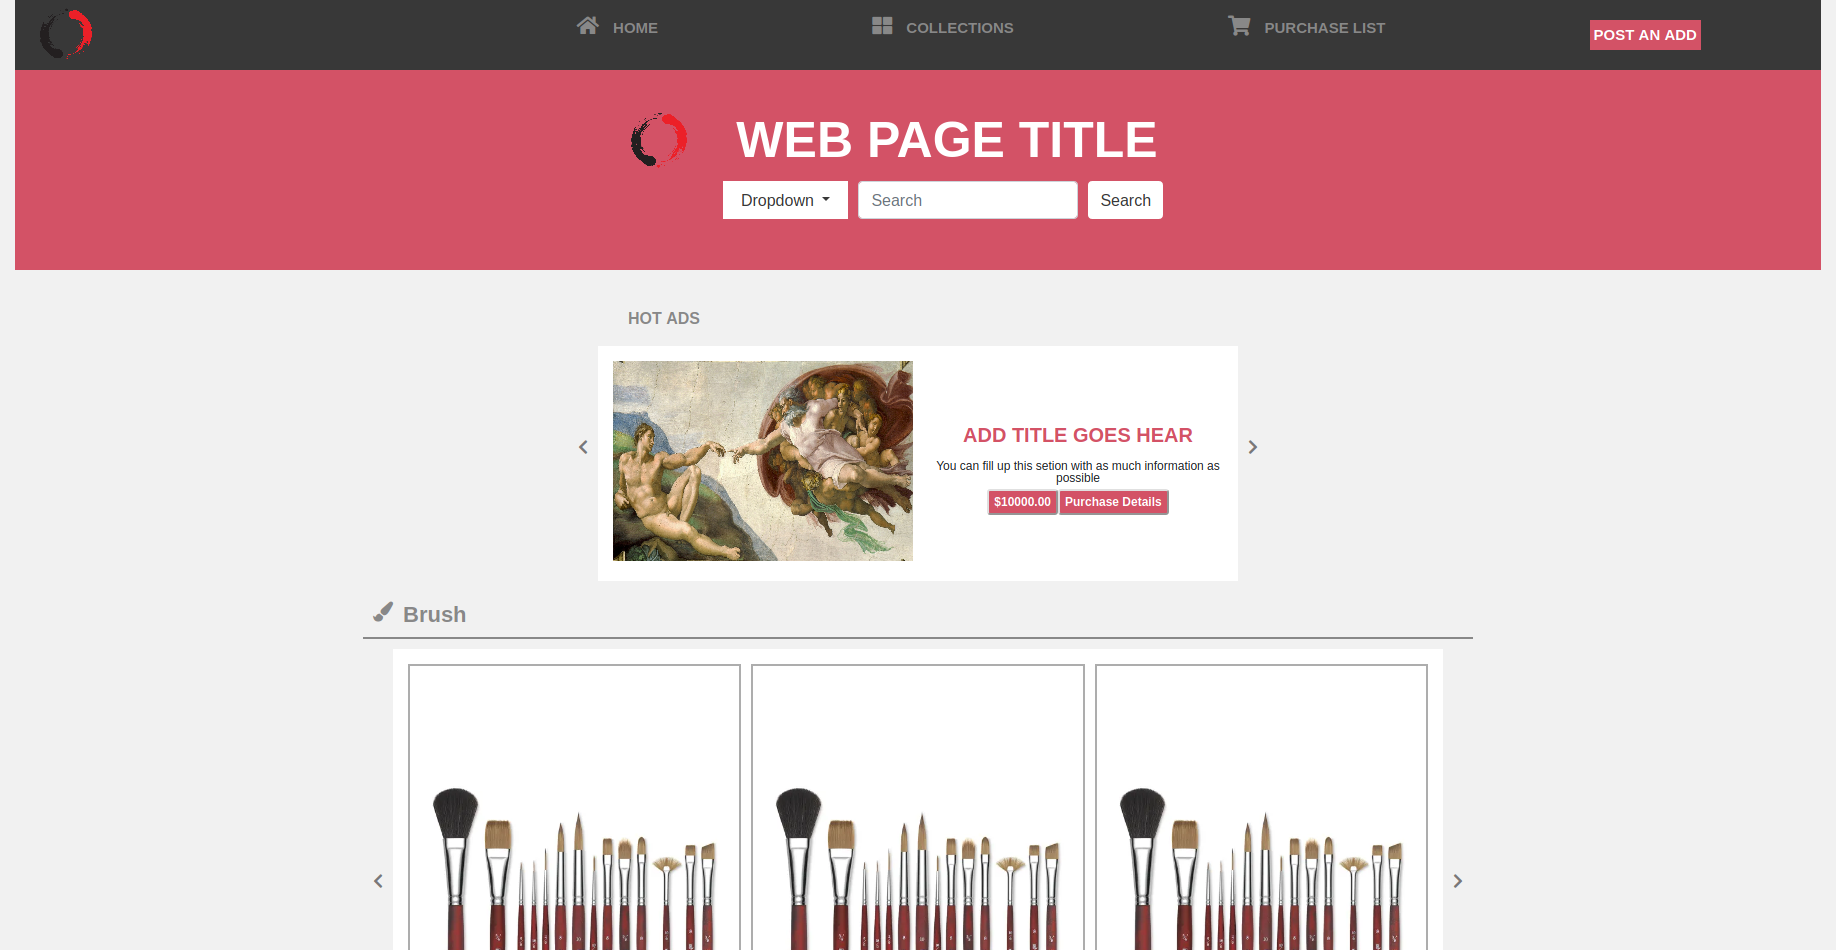 HOME
COLLECTIONS
PURCHASE LIST
POST AN ADD
WEB PAGE TITLE
Dropdown
Search
Search
HOT ADS
ADD TITLE GOES HEAR
You can fill up this setion with as much information as
possible
$10000.00
Purchase Details
Brush